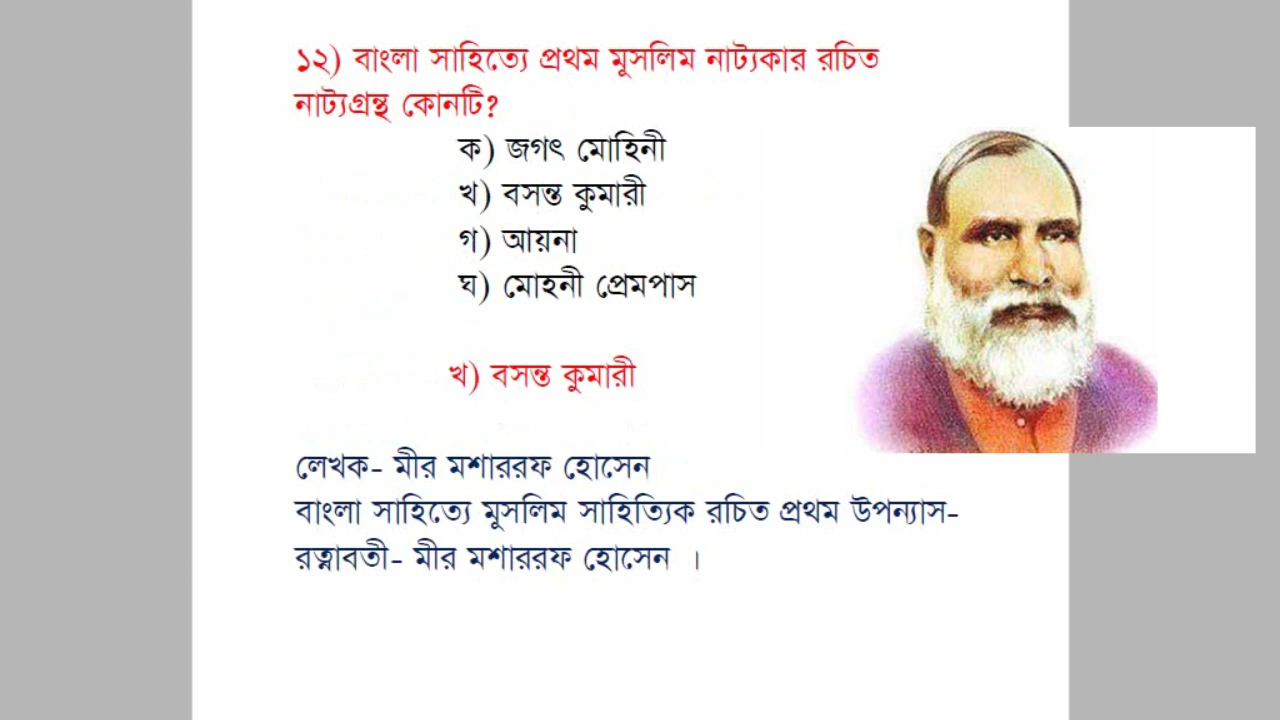 ১২) বাংলা সাহিত্যে প্রথম মুসলিম নাট্যকার রচিত
নাট্যগ্রন্থ কোনটি?
ক) জগৎ মোহিনী
খ) বসন্ত কুমারী
গ) আয়না
ঘ) মোহনী প্রেমপাস
খ) বসন্ত কুমারী
লেখক- মীর মশাররফ হোসেন
বাংলা সাহিত্যে মুসলিম সাহিত্যিক রচিত প্রথম উপন্যাস-
রত্নাবতী- মীর মশাররফ হোসেন ।